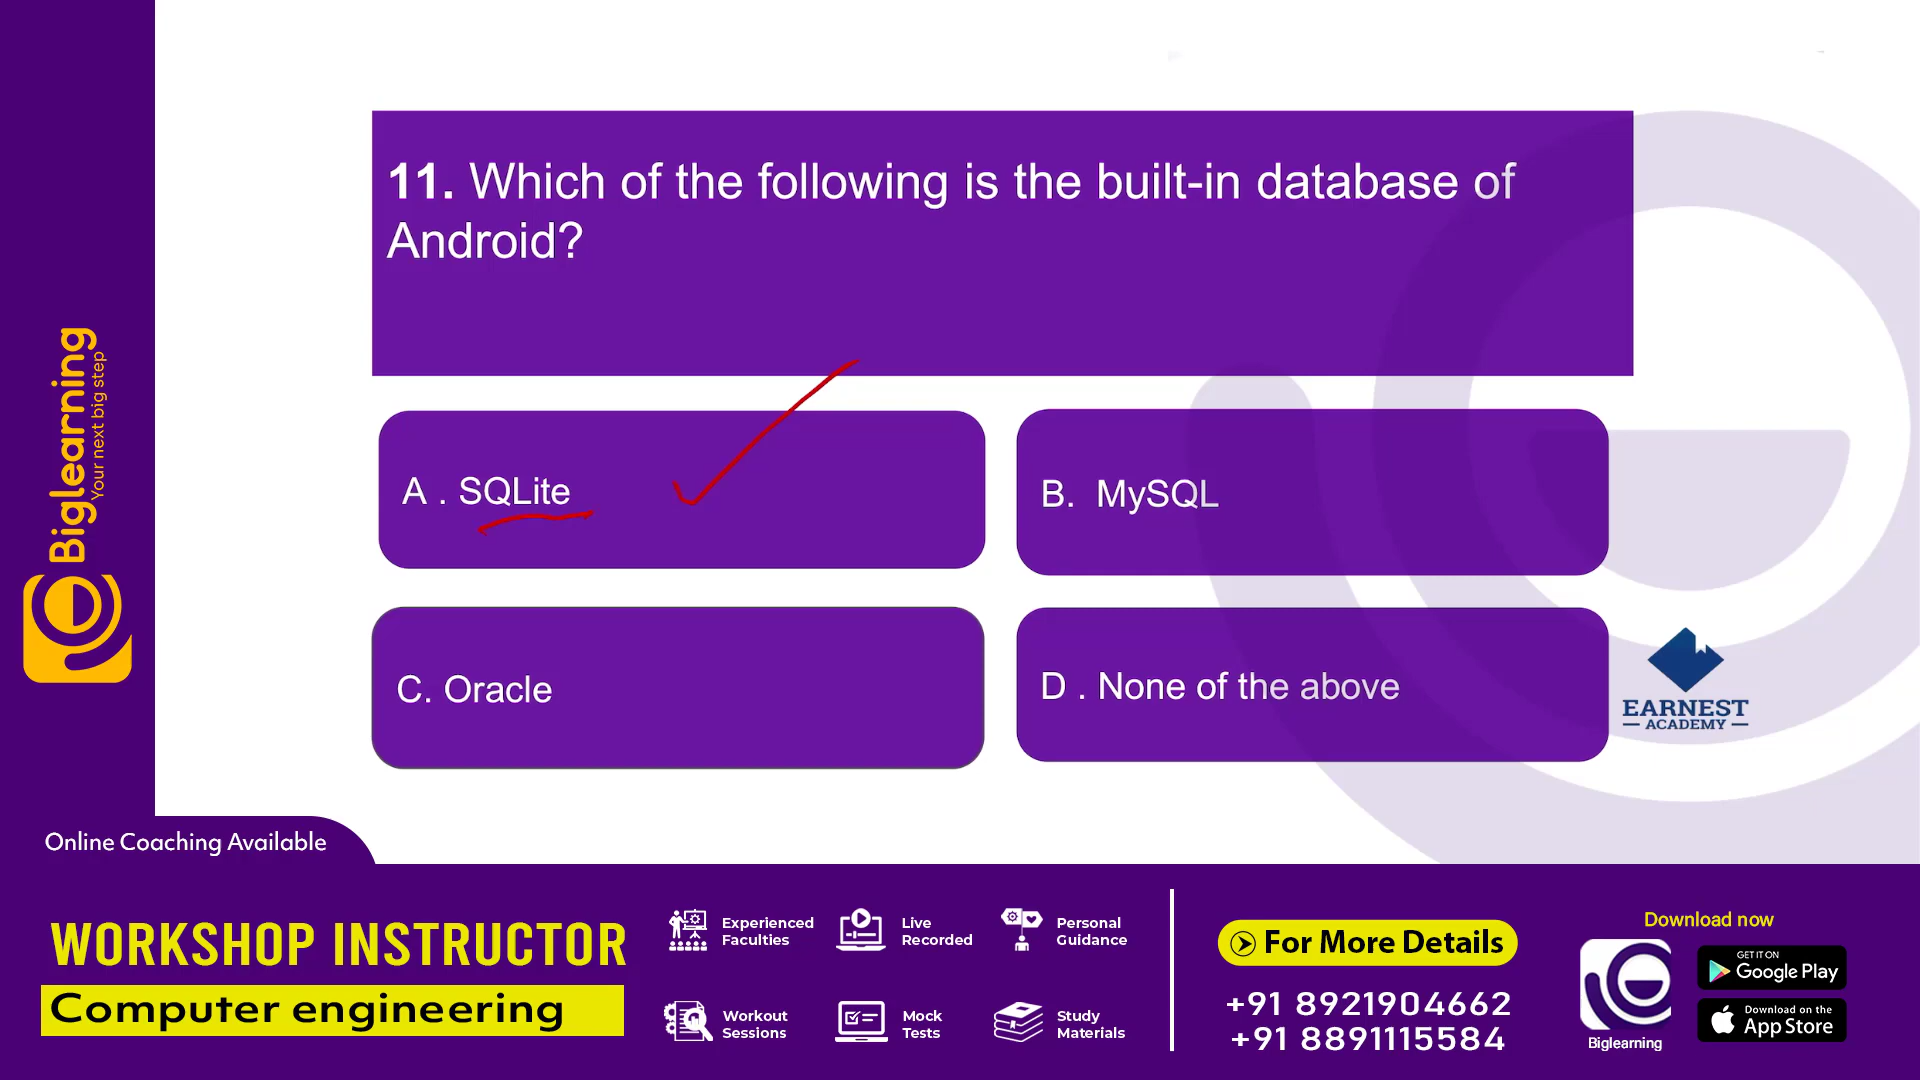 11. Which of the following is the built-in database of
Android?
A . SQLite
B. MySQL
C. Oracle
D . None of the above
Biglearning
Your next big step
EARNEST
ACADEMY
Online Coaching Available
WORKSHOP INSTRUCTOR
Computer engineering
Experienced
Faculties
Live
Recorded
Personal
Guidance
Workout
Sessions
Mock
Tests
Study
Materials
For More Details
+91 8921904662
+91 8891115584
Download now
Biglearning
GET IT ON
Google Play
Download on the
App Store